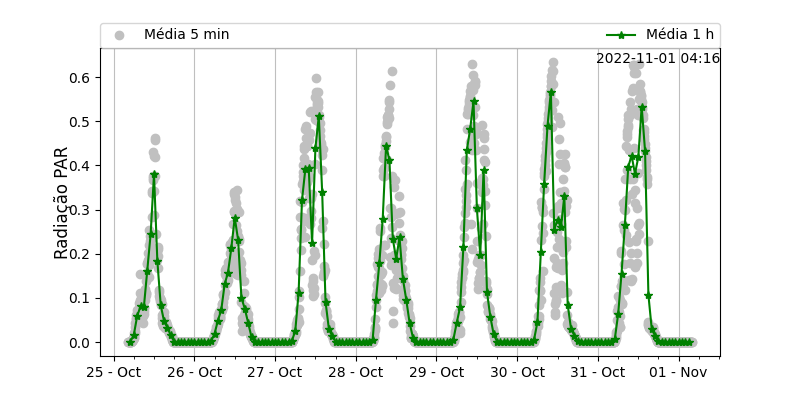 Média 5 min
Média 1 h
2022-11-01 04:16
Radiação PAR
0.6
0.5
0.4
0.3
0.2
0.1
0.0
25 - Oct
26 - Oct
27 - Oct
28 - Oct
29 - Oct
30 - Oct
31 - Oct
01 - Nov